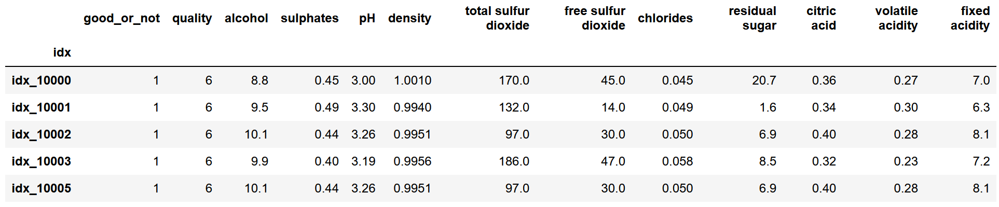 good_or_not quality alcohol sulphates pH density total sulfur dioxide free sulfur dioxide chlorides residual sugar citric acid volatile acidity fixed acidity
idx
idx_10000 1 6 8.8 0.45 3.00 1.0010 170.0 45.0 0.045 20.7 0.36 0.27 7.0
idx_10001 1 6 9.5 0.49 3.30 0.9940 132.0 14.0 0.049 1.6 0.34 0.30 6.3
idx_10002 1 6 10.1 0.44 3.26 0.9951 97.0 30.0 0.050 6.9 0.40 0.28 8.1
idx_10003 1 6 9.9 0.40 3.19 0.9956 186.0 47.0 0.058 8.5 0.32 0.23 7.2
idx_10005 1 6 10.1 0.44 3.26 0.9951 97.0 30.0 0.050 6.9 0.40 0.28 8.1